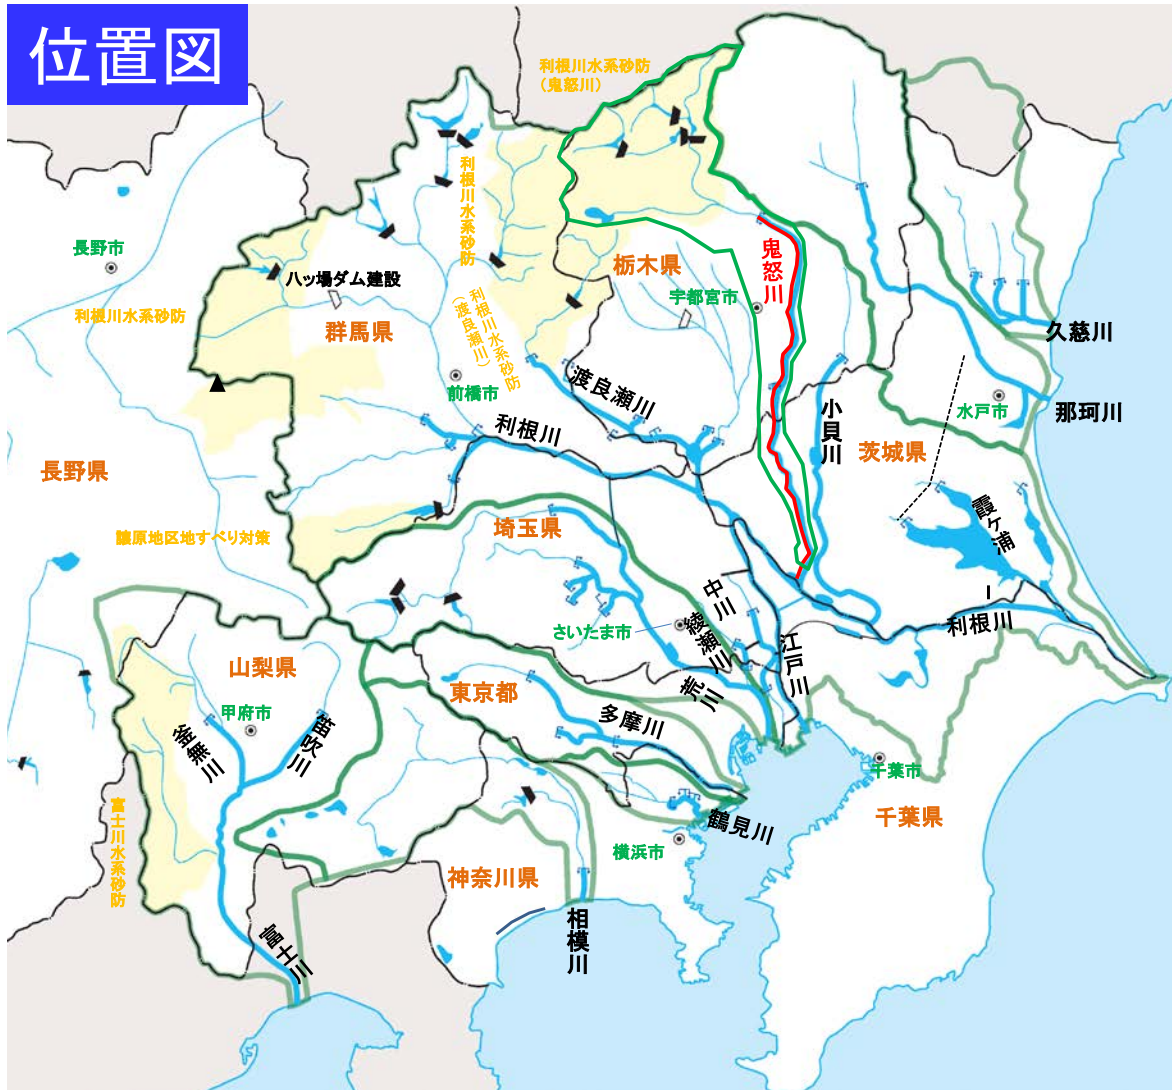 位置図
利根川水系砂防
（鬼怒川）
利根川水系砂防
長野市
八ッ場ダム建設
利根川水系砂防
群馬県
利根川水系砂防
（渡良瀬川）
栃木県
宇都宮市
鬼怒川
久慈川
前橋市
渡良瀬川
小貝川
水戸市
那珂川
利根川
茨城県
長野県
霞ヶ浦
譲原地区地すべり対策
埼玉県
中川
綾瀬川
さいたま市
江戸川
利根川
山梨県
東京都
荒川
甲府市
釜無川
笛吹川
多摩川
千葉市
富士川水系砂防
鶴見川
千葉県
横浜市
神奈川県
相模川
富士川